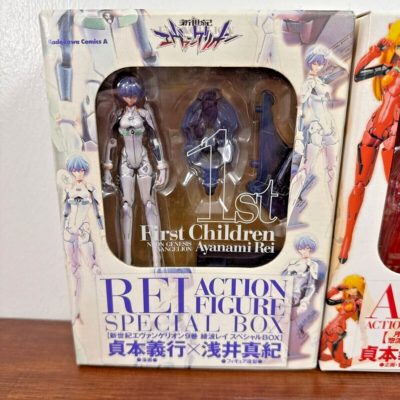 Kadokawa Comics A
新世紀
エヴァンゲリオン
1st
First Children
NEON GENESIS
EVANGELION
Ayanami Rei
REI ACTION
FIGURE
SPECIAL BOX
[新世紀エヴァンゲリオン9巻 綾波レイ スペシャルBOX]
貞本義行×浅井真紀
A
ACTIO
貞本